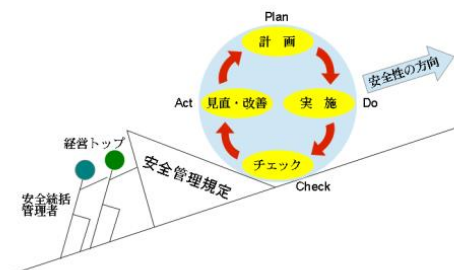 Plan
計 画
安全性の方向
Act
見直・改善
実 施
Do
経営トップ
安全管理規定
チェック
Check
安全統括
管理者